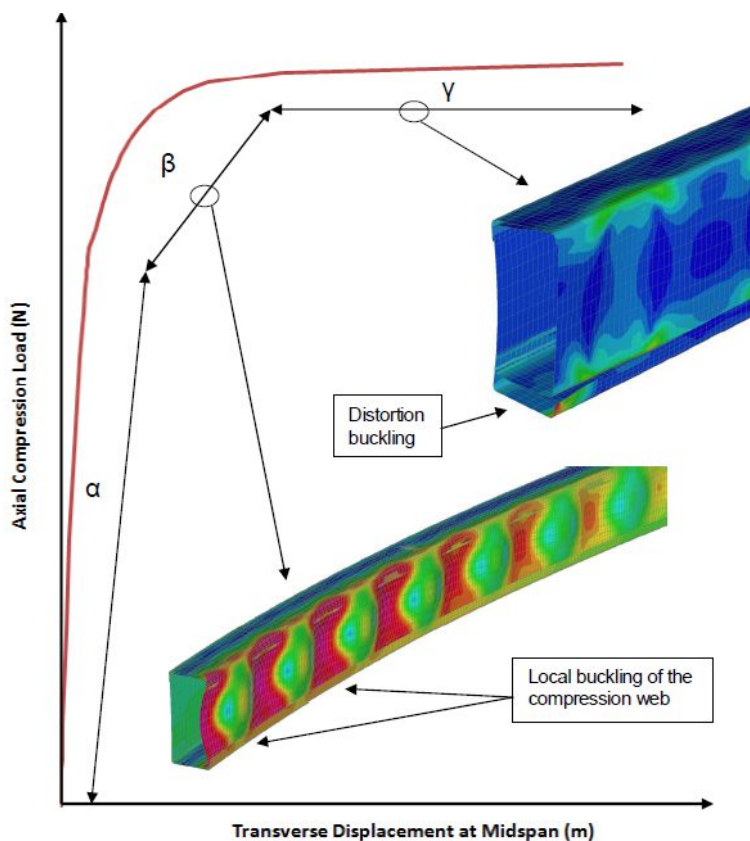 γ
β
Distortion
buckling
α
Local buckling of the
compression web
Axial Compression Load (N)
Transverse Displacement at Midspan (m)